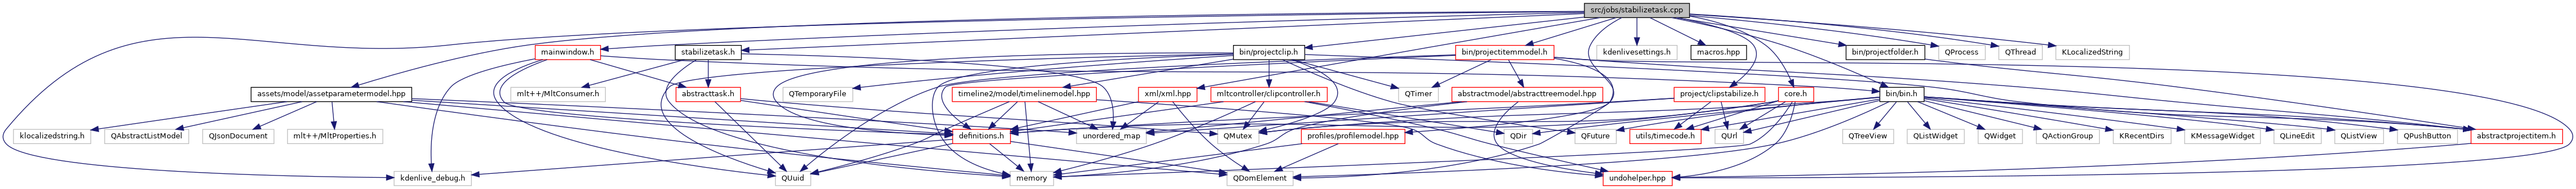 src/jobs/stabilizetask.cpp
mainwindow.h
stabilizetask.h
bin/projectclip.h
bin/projectitemmodel.h
kdenlivesettings.h
macros.hpp
bin/projectfolder.h
QProcess
QThread
KLocalizedString
assets/model/assetparametermodel.hpp
mlt++/MltConsumer.h
abstracttask.h
QTemporaryFile
timeline2/model/timelinemodel.hpp
xml/xml.hpp
mltcontroller/clipcontroller.h
QTimer
abstractmodel/abstracttreemodel.hpp
project/clipstabilize.h
core.h
bin/bin.h
klocalizedstring.h
QAbstractListModel
QJsonDocument
mlt++/MltProperties.h
definitions.h
unordered_map
QMutex
profiles/profilemodel.hpp
QDir
QFuture
utils/timecode.h
QUrl
QTreeView
QListWidget
QWidget
QActionGroup
KRecentDirs
KMessageWidget
QLineEdit
QListView
QPushButton
abstractprojectitem.h
kdenlive_debug.h
QUuid
memory
QDomElement
undohelper.hpp